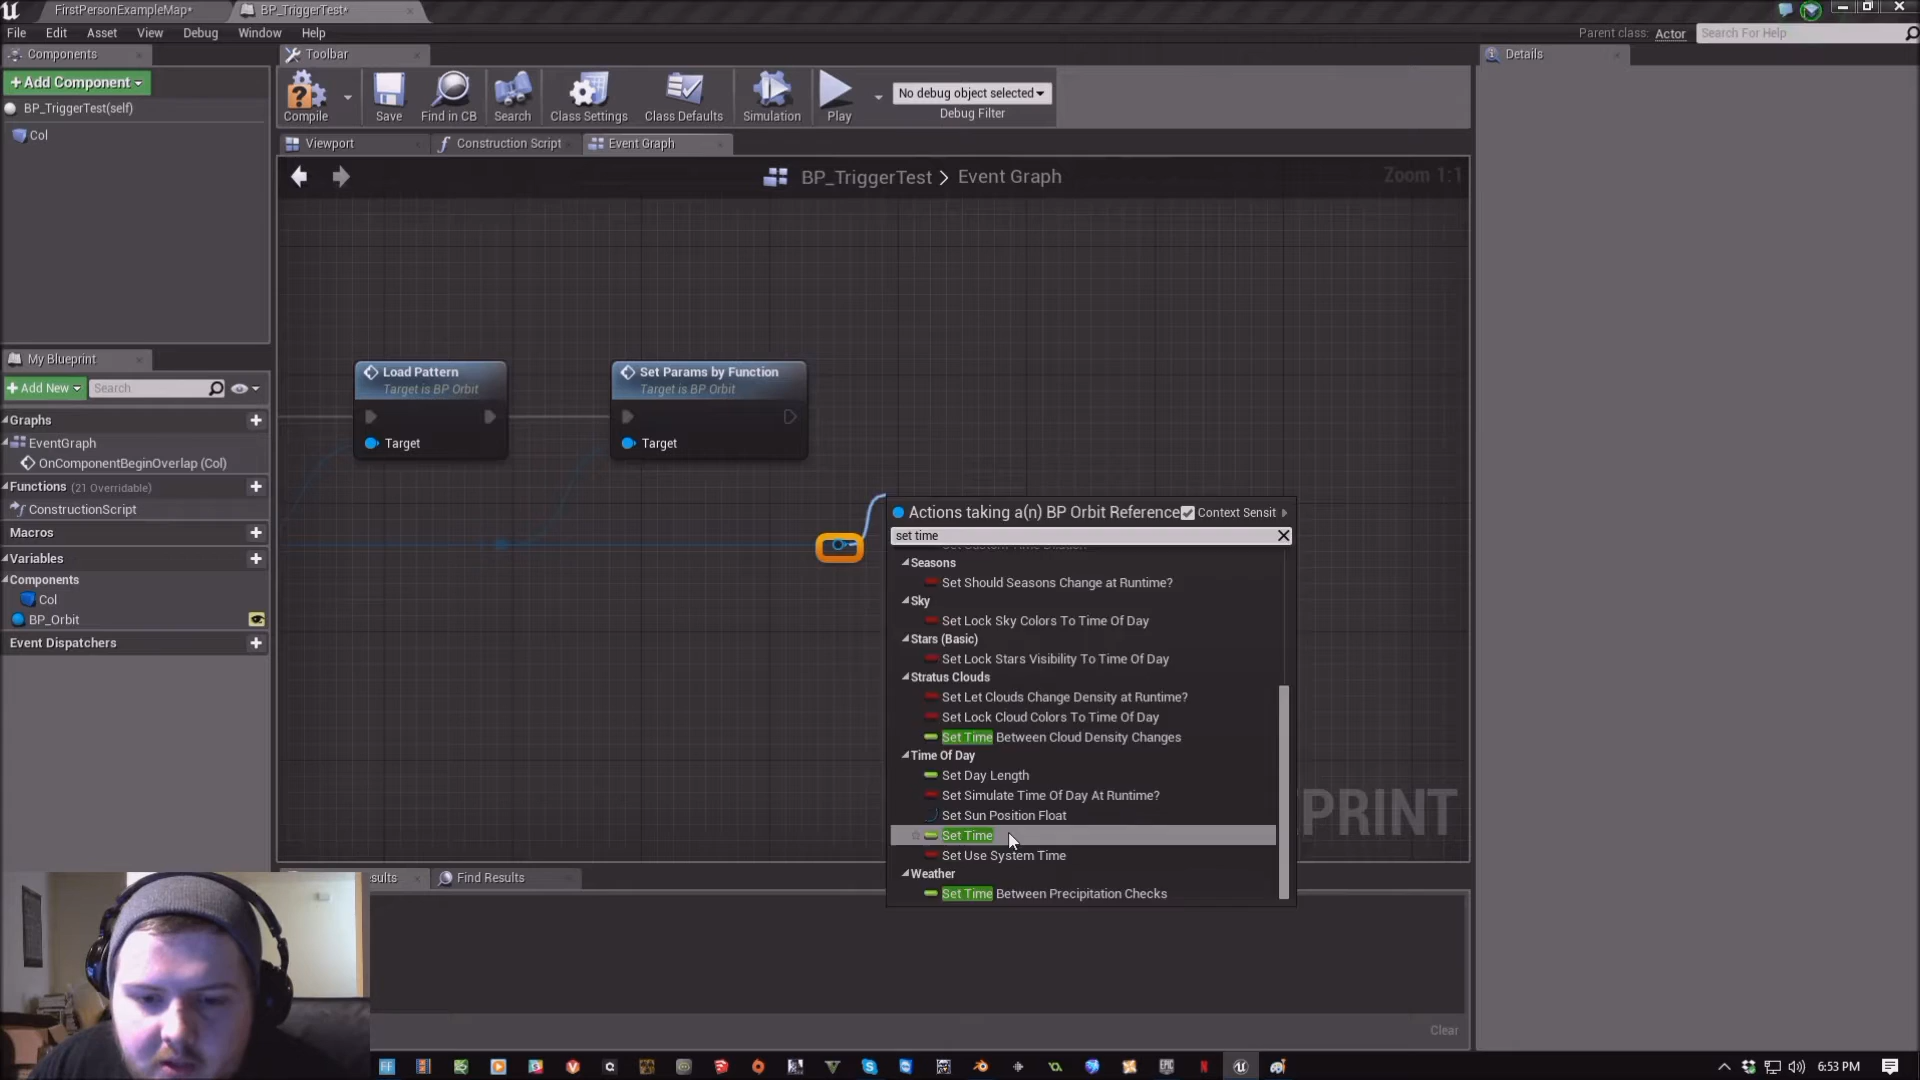 FirstPersonExampleMap*
BP_TriggerTest*
File Edit Asset View Debug Window Help
Parent class: Actor
Search For Help
Components
Toolbar
Details
+Add Component
BP_TriggerTest(self)
Col
Compile
Save
Find in CB
Search
Class Settings
Class Defaults
Simulation
Play
No debug object selected
Debug Filter
Viewport
Construction Script
Event Graph
BP_TriggerTest > Event Graph
Zoom 1:1
My Blueprint
+Add New
Search
Graphs
EventGraph
OnComponentBeginOverlap (Col)
Functions (21 Overridable)
ConstructionScript
Macros
Variables
Components
Col
BP_Orbit
Event Dispatchers
Load Pattern
Target is BP Orbit
Target
Set Params by Function
Target is BP Orbit
Target
Actions taking a(n) BP Orbit Reference
Context Sensit
set time
Seasons
Set Should Seasons Change at Runtime?
Sky
Set Lock Sky Colors To Time Of Day
Stars (Basic)
Set Lock Stars Visibility To Time Of Day
Stratus Clouds
Set Let Clouds Change Density at Runtime?
Set Lock Cloud Colors To Time Of Day
Set Time Between Cloud Density Changes
Time Of Day
Set Day Length
Set Simulate Time Of Day At Runtime?
Set Sun Position Float
Set Time
Set Use System Time
Weather
Set Time Between Precipitation Checks
EPRINT
sults
Find Results
Clear
6:53 PM